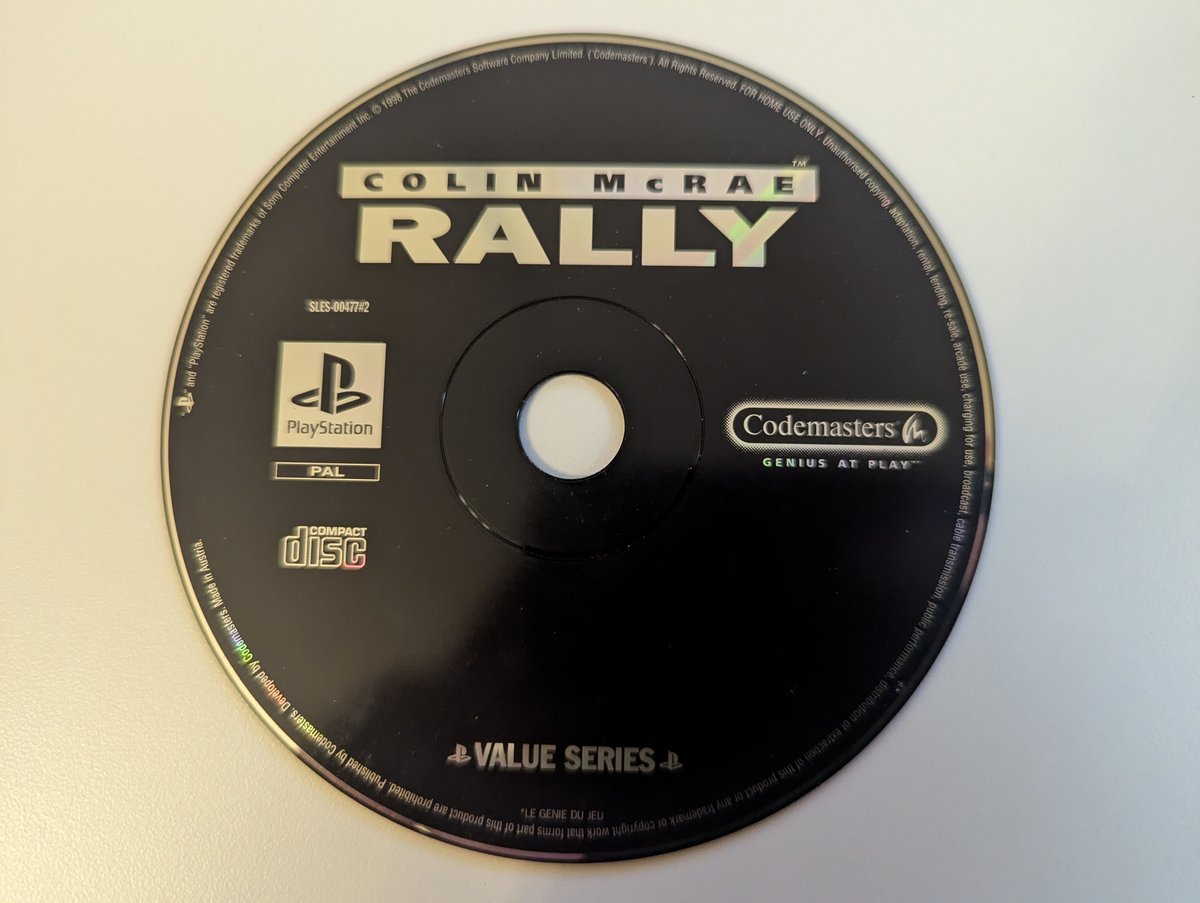 COLIN McRAE™
RALLY
SLES-00477#2
PlayStation
PAL
COMPACT
disc
Codemasters
GENIUS AT PLAY™*
VALUE SERIES
*LE GENIE DU JEU
and "PlayStation" are registered trademarks of Sony Computer Entertainment Inc. © 1998 The Codemasters Software Company Limited. ( Codemasters ). All Rights Reserved. FOR HOME USE ONLY. Unauthorised copying, adaptation, rental, lending, re-sale, arcade use, charging for use, broadcast, cable transmission, public performance, distribution or extraction of this product or any trademark or copyright work that forms part of this product are prohibited. Published by Codemasters. Developed by Codemasters. Made in Austria.